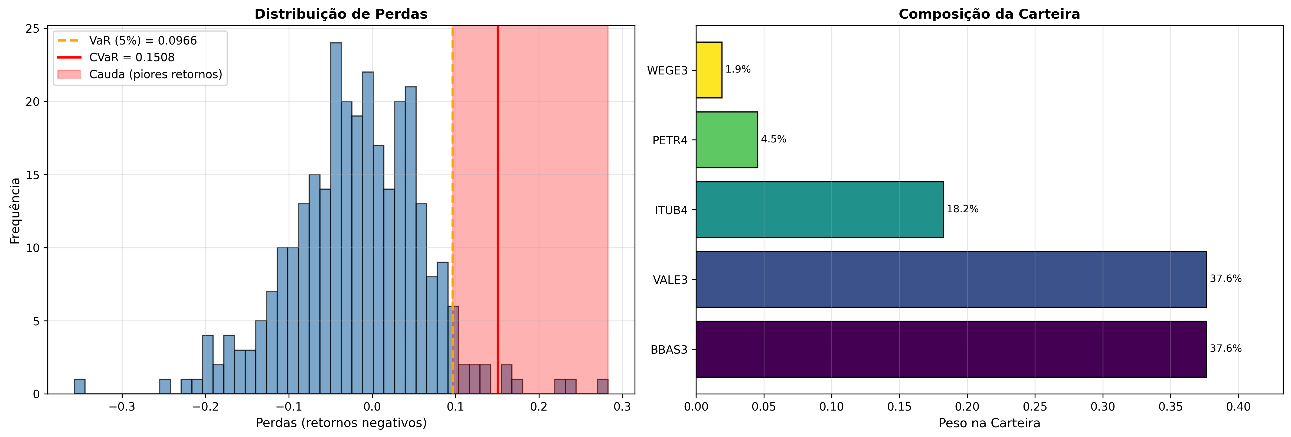 Distribuição de Perdas
VaR (5%) = 0.0966
CVaR = 0.1508
Cauda (piores retornos)
Frequência
25
20
15
10
5
0
−0.3
−0.2
−0.1
0.0
0.1
0.2
0.3
Perdas (retornos negativos)
Composição da Carteira
WEGE3
1.9%
PETR4
4.5%
ITUB4
18.2%
VALE3
37.6%
BBAS3
37.6%
0.00
0.05
0.10
0.15
0.20
0.25
0.30
0.35
0.40
Peso na Carteira